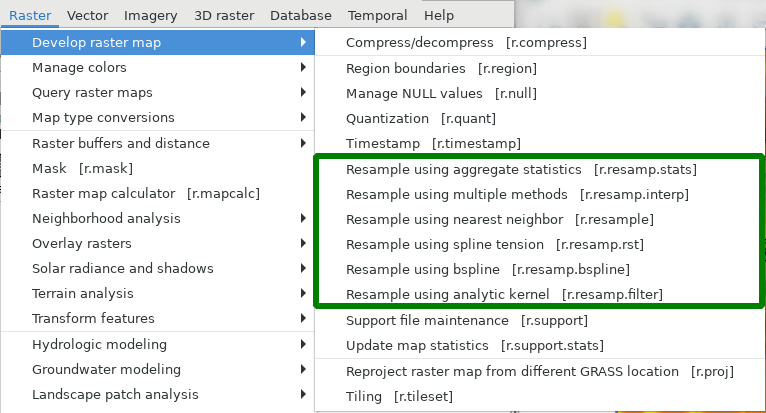 Raster Vector Imagery 3D raster Database Temporal Help
Develop raster map
Manage colors
Query raster maps
Map type conversions
Raster buffers and distance
Mask [r.mask]
Raster map calculator [r.mapcalc]
Neighborhood analysis
Overlay rasters
Solar radiance and shadows
Terrain analysis
Transform features
Hydrologic modeling
Groundwater modeling
Landscape patch analysis
Compress/decompress [r.compress]
Region boundaries [r.region]
Manage NULL values [r.null]
Quantization [r.quant]
Timestamp [r.timestamp]
Resample using aggregate statistics [r.resamp.stats]
Resample using multiple methods [r.resamp.interp]
Resample using nearest neighbor [r.resample]
Resample using spline tension [r.resamp.rst]
Resample using bspline [r.resamp.bspline]
Resample using analytic kernel [r.resamp.filter]
Support file maintenance [r.support]
Update map statistics [r.support.stats]
Reproject raster map from different GRASS location [r.proj]
Tiling [r.tileset]